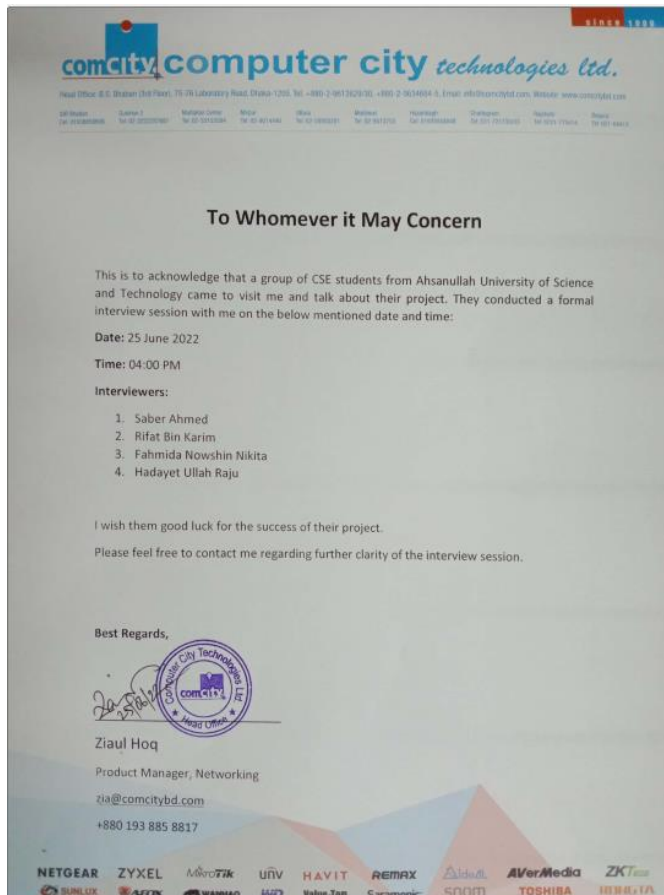 since 1999
comcity computer city technologies ltd.
To Whomever it May Concern
This is to acknowledge that a group of CSE students from Ahsanullah University of Science
and Technology came to visit me and talk about their project. They conducted a formal
interview session with me on the below mentioned date and time:
Date: 25 June 2022
Time: 04:00 PM
Interviewers:
1. Saber Ahmed
2. Rifat Bin Karim
3. Fahmida Nowshin Nikita
4. Hadayet Ullah Raju
I wish them good luck for the success of their project.
Please feel free to contact me regarding further clarity of the interview session.
Best Regards,
Computer City Technologies Ltd
comcity
Head Office
25/06/22
Ziaul Hoq
Product Manager, Networking
zia@comcitybd.com
+880 193 885 8817
NETGEAR ZYXEL MikroTik unv HAVIT REMAX AVerMedia ZKTeco
SUNLUX TOSHIBA